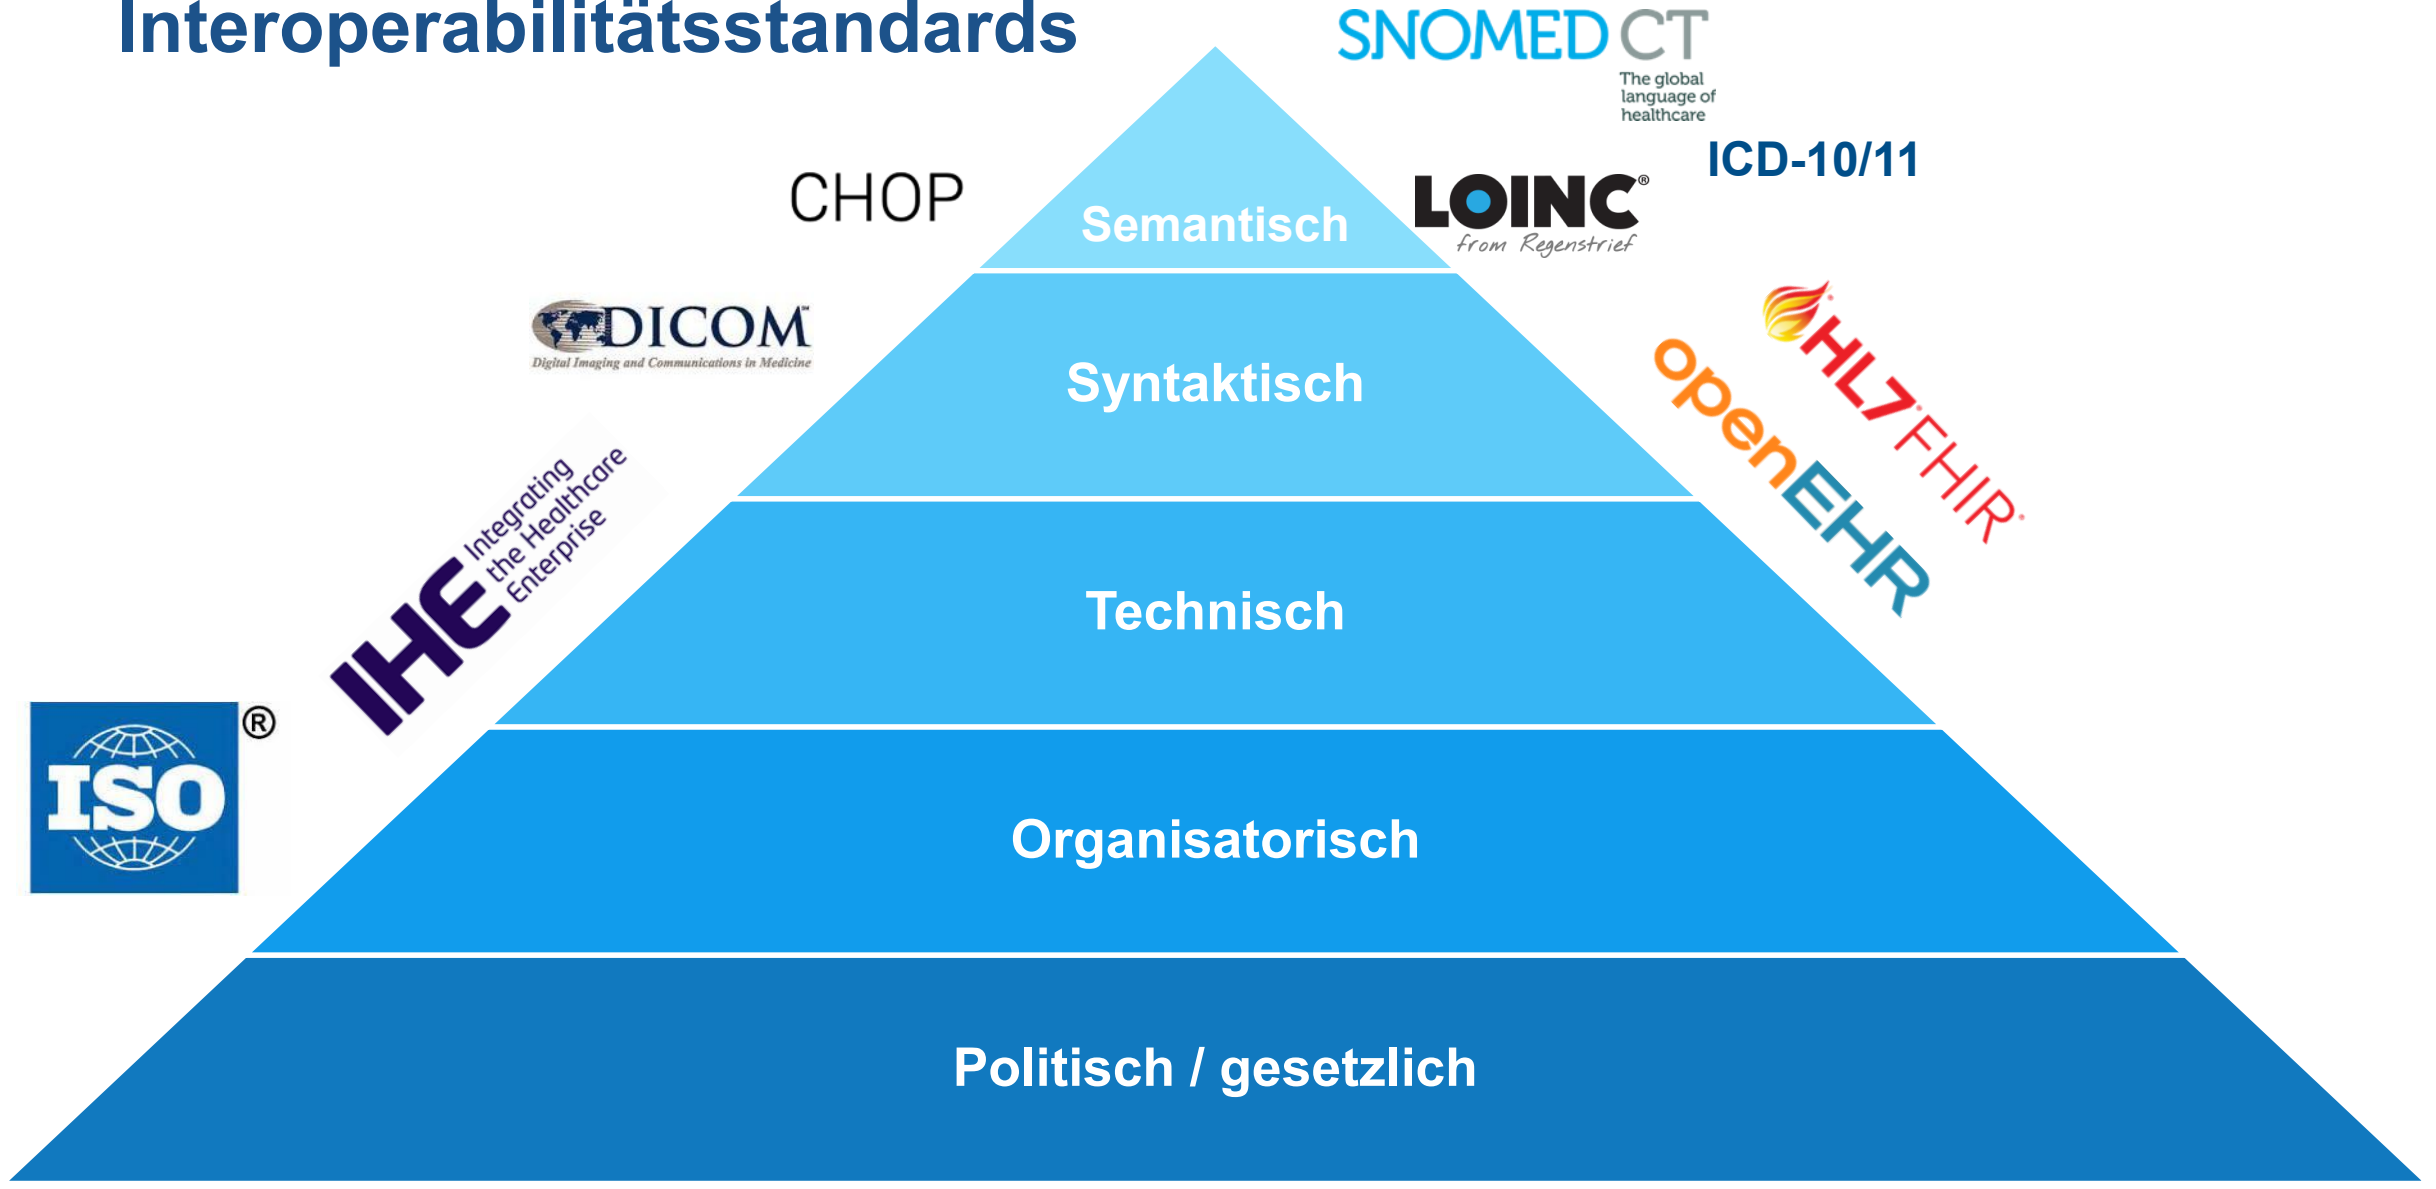 Interoperabilitätsstandards
SNOMED CT
The global
language of
healthcare
ICD-10/11
CHOP
LOINC®
from Regenstrief
Semantisch
DICOM™
Digital Imaging and Communications in Medicine
HL7® FHIR®
openEHR
Syntaktisch
IHE
Integrating
the Healthcare
Enterprise
Technisch
ISO®
Organisatorisch
Politisch / gesetzlich